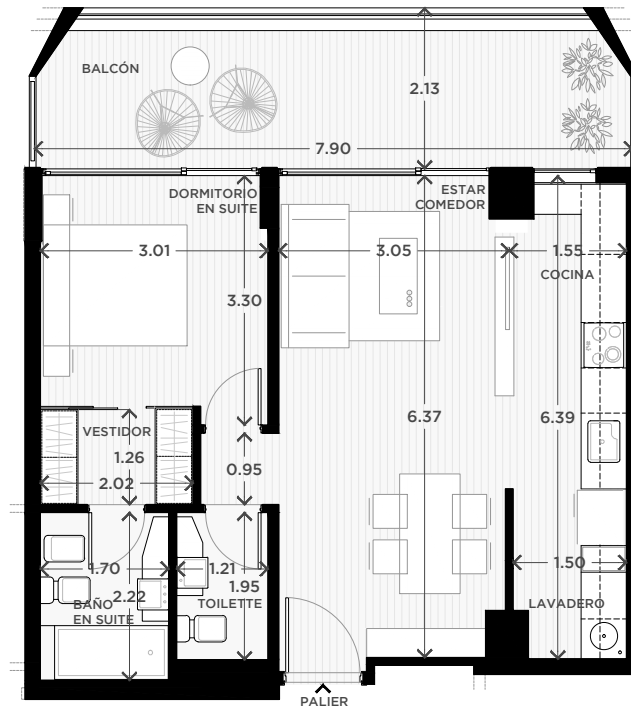 BALCÓN
2.13
7.90
DORMITORIO
EN SUITE
ESTAR
COMEDOR
3.01
3.05
1.55
COCINA
3.30
6.37
6.39
VESTIDOR
1.26
0.95
2.02
1.70
1.21
1.95
1.50
2.22
BAÑO
EN SUITE
TOILETTE
LAVADERO
PALIER